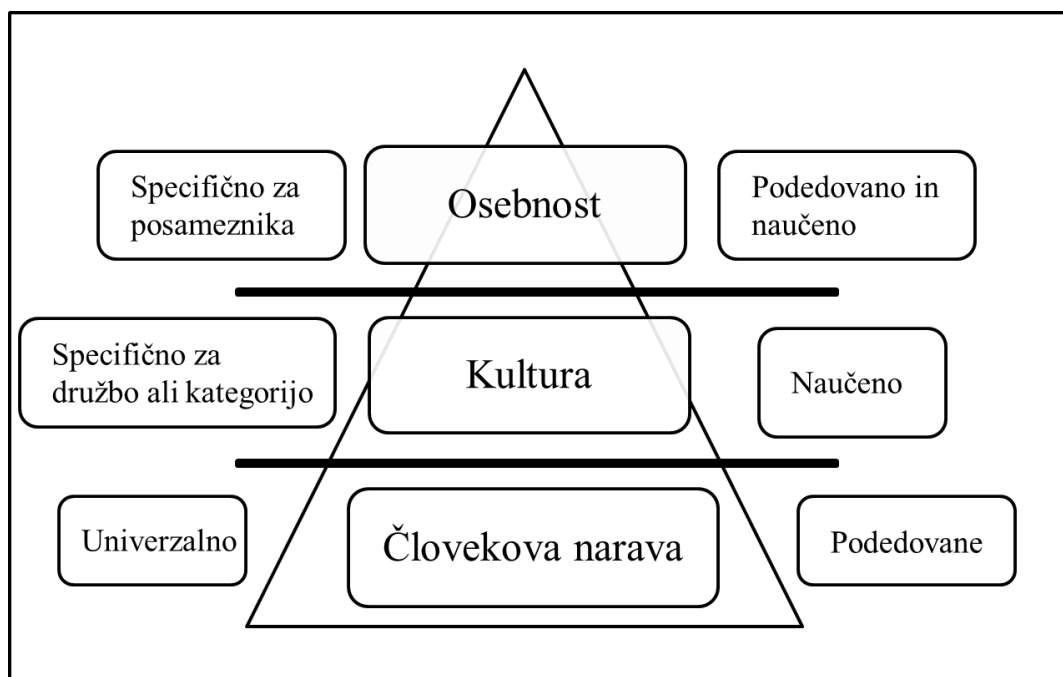 Specifično za
posameznika
Osebnost
Podedovano in
naučeno
Specifično za
družbo ali kategorijo
Kultura
Naučeno
Univerzalno
Človekova narava
Podedovane